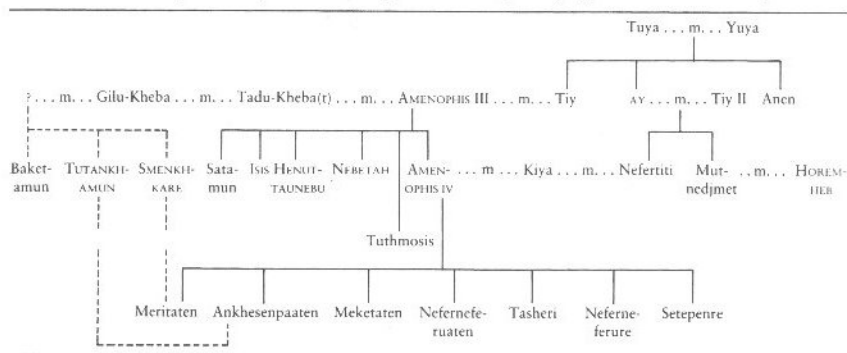 Tuya . . . m. . . Yuya
? . . . m. . . Gilu-Kheba . . . m. . . Tadu-Kheba(t) . . . m. . . AMENOPHIS III . . . m. . . Tiy AY . . . m. . . Tiy II Anen
Baket- TUTANKH- SMENKH- Sata- ISIS HENUT- NEBETAH AMEN- . . . m . . . Kiya . . . m. . . Nefertiti Mut- . . m. . . HOREM-
amun AMUN KARE mun TAUNEBU OPHIS IV nedjmet HEB
Tuthmosis
Meritaten Ankhesenpaaten Meketaten Nefernefe- Tasheri Neferne- Setepenre
ruaten ferure